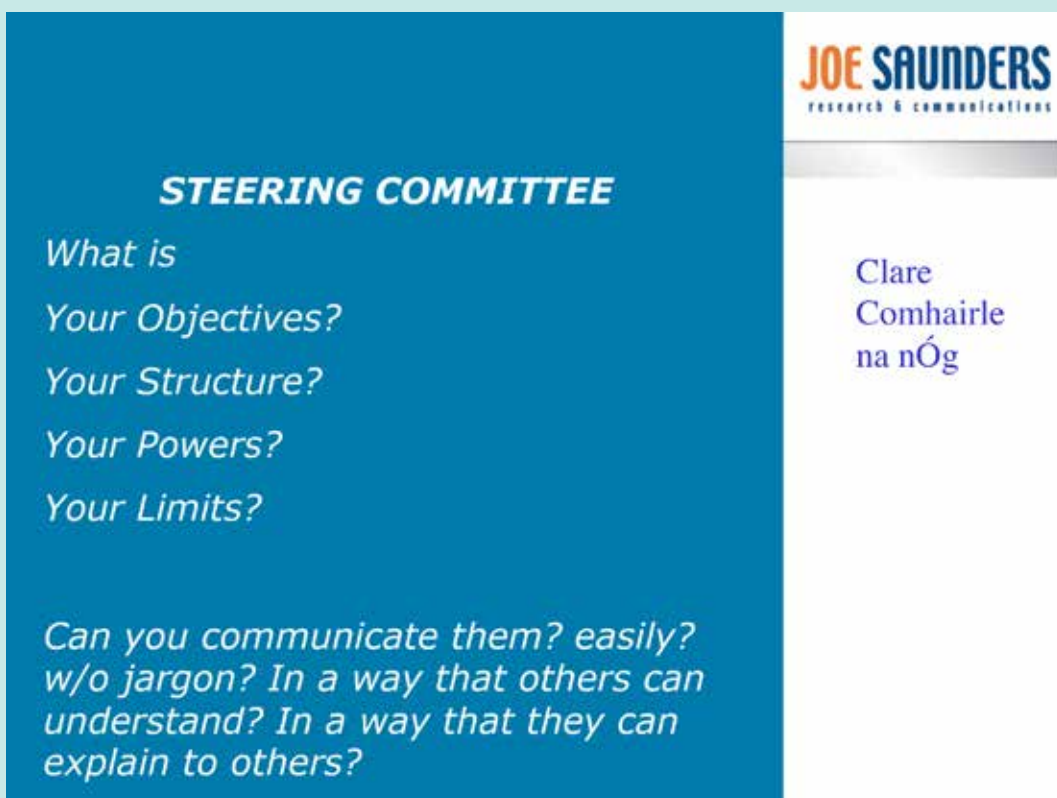 STEERING COMMITTEE
What is
Your Objectives?
Your Structure?
Your Powers?
Your Limits?
Can you communicate them? easily?
w/o jargon? In a way that others can
understand? In a way that they can
explain to others?
JOE SAUNDERS
research & communications
Clare
Comhairle
na nÓg